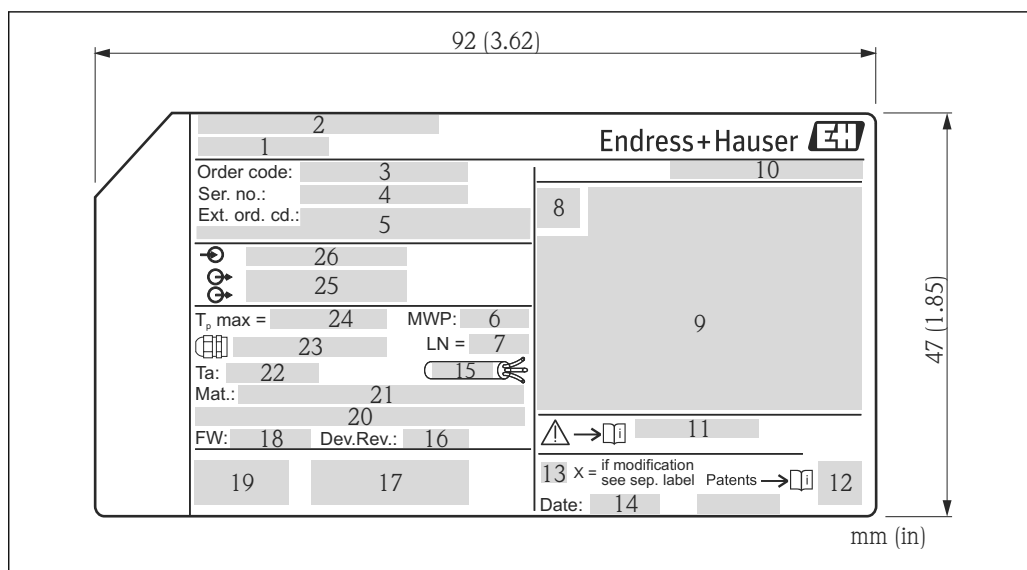 92 (3.62)
2
1
Endress+Hauser EH
10
Order code: 3
Ser. no.: 4
Ext. ord. cd.: 5
8
9
26
25
Tp max = 24 MWP: 6
23 LN = 7
Ta: 22 15
Mat.: 21
20
FW: 18 Dev.Rev.: 16
19 17
i 11
13 X = if modification
see sep. label Patents i 12
Date: 14
47 (1.85)
mm (in)